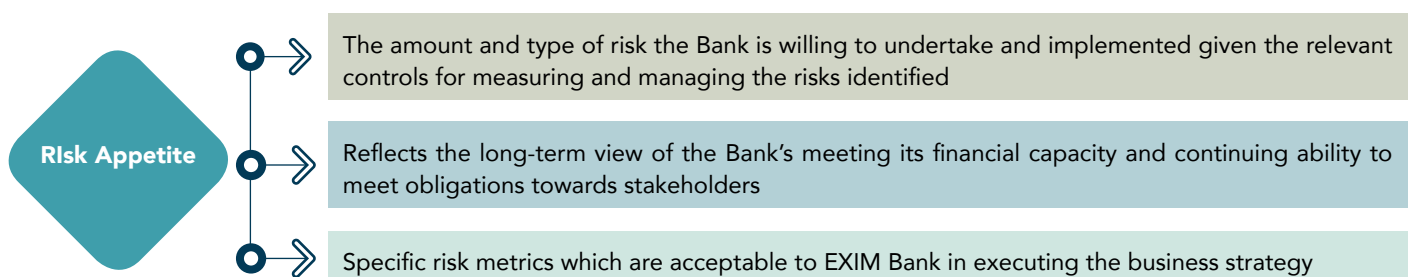 RIsk Appetite
The amount and type of risk the Bank is willing to undertake and implemented given the relevant
controls for measuring and managing the risks identified
Reflects the long-term view of the Bank's meeting its financial capacity and continuing ability to
meet obligations towards stakeholders
Specific risk metrics which are acceptable to EXIM Bank in executing the business strategy